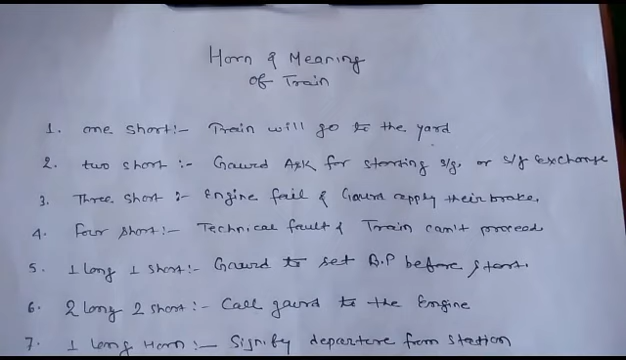 Horn & Meaning
of Train
1. one short:- Train will go to the yard
2. two short :- Gaurd Ask for starting s/g. or s/g exchange
3. Three short :- Engine fail & Gaurd apply their brake.
4. Four short:- Technical fault & Train can't proceed
5. 1 long 1 short:- Gaurd to set B.P before start.
6. 2 long 2 short:- Call gaurd to the Engine
7. 1 long Horn:- Signify departure from station